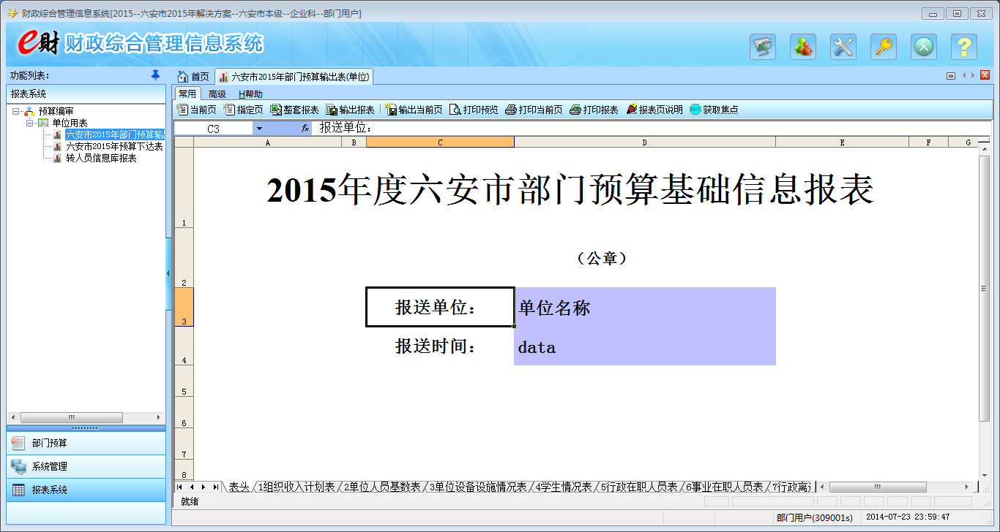 财政综合管理信息系统[2015--六安市2015年解决方案--六安市本级--企业科--部门用户]
e财 财政综合管理信息系统
功能列表:
首页 六安市2015年部门预算输出表(单位)
报表系统
常用 高级 H帮助
预算编审
单位用表
六安市2015年部门预算输出
六安市2015年预算下达表
转人员信息库报表
当前页 指定页 整套报表 输出报表 输出当前页 打印预览 打印当前页 打印报表 报表页说明 EDIT 获取焦点
C3 fx 报送单位:
A B C D E F G
1 2015年度六安市部门预算基础信息报表
2 （公章）
3 报送单位: 单位名称
4 报送时间: data
5
6
7
8
部门预算
系统管理
报表系统
表头 1组织收入计划表 2单位人员基数表 3单位设备设施情况表 4学生情况表 5行政在职人员表 6事业在职人员表 7行政离
就绪
部门用户(309001s) 2014-07-23 23:59:47